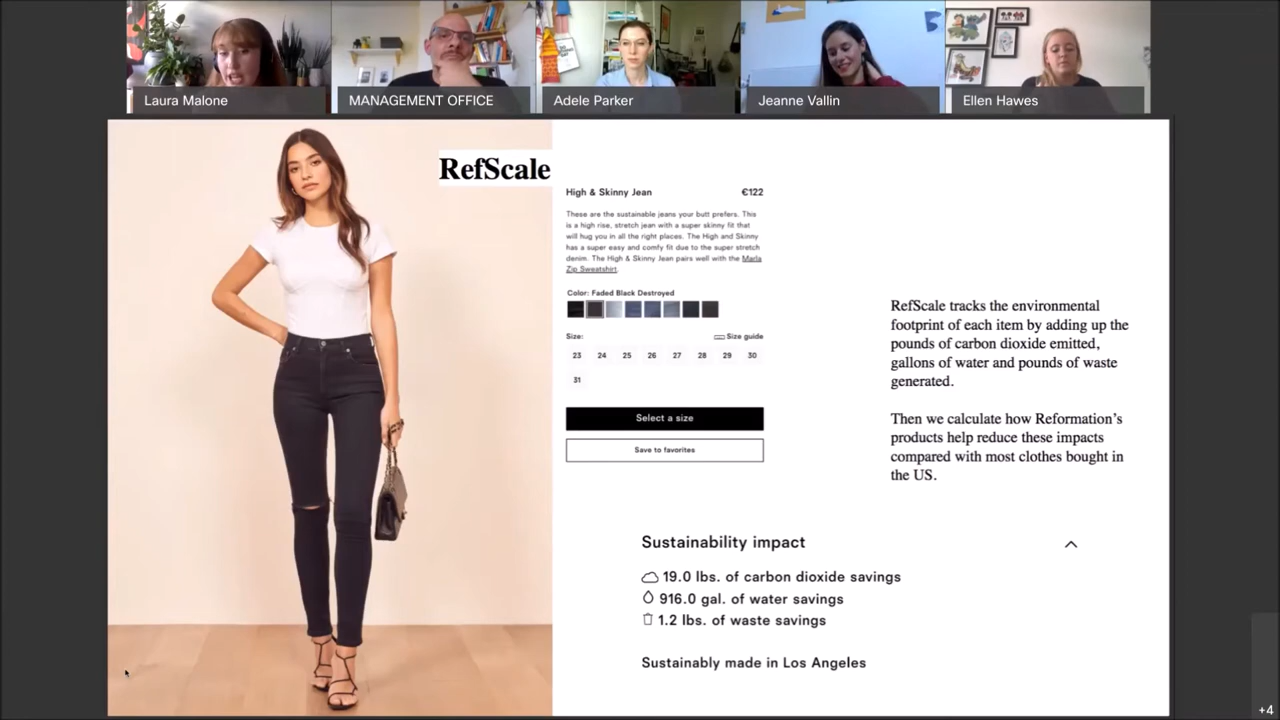 Laura Malone
MANAGEMENT OFFICE
Adele Parker
Jeanne Vallin
Ellen Hawes
RefScale
High & Skinny Jean €122
These are the sustainable jeans your butt prefers. This
is a high rise, stretch jean with a super skinny fit that
will hug you in all the right places. The High and Skinny
has a super easy and comfy fit due to the super stretch
denim. The High & Skinny Jean pairs well with the Marla
Zip Sweatshirt.
Color: Faded Black Destroyed
Size: Size guide
23 24 25 26 27 28 29 30
31
Select a size
Save to favorites
RefScale tracks the environmental
footprint of each item by adding up the
pounds of carbon dioxide emitted,
gallons of water and pounds of waste
generated.
Then we calculate how Reformation's
products help reduce these impacts
compared with most clothes bought in
the US.
Sustainability impact
19.0 lbs. of carbon dioxide savings
916.0 gal. of water savings
1.2 lbs. of waste savings
Sustainably made in Los Angeles
+4